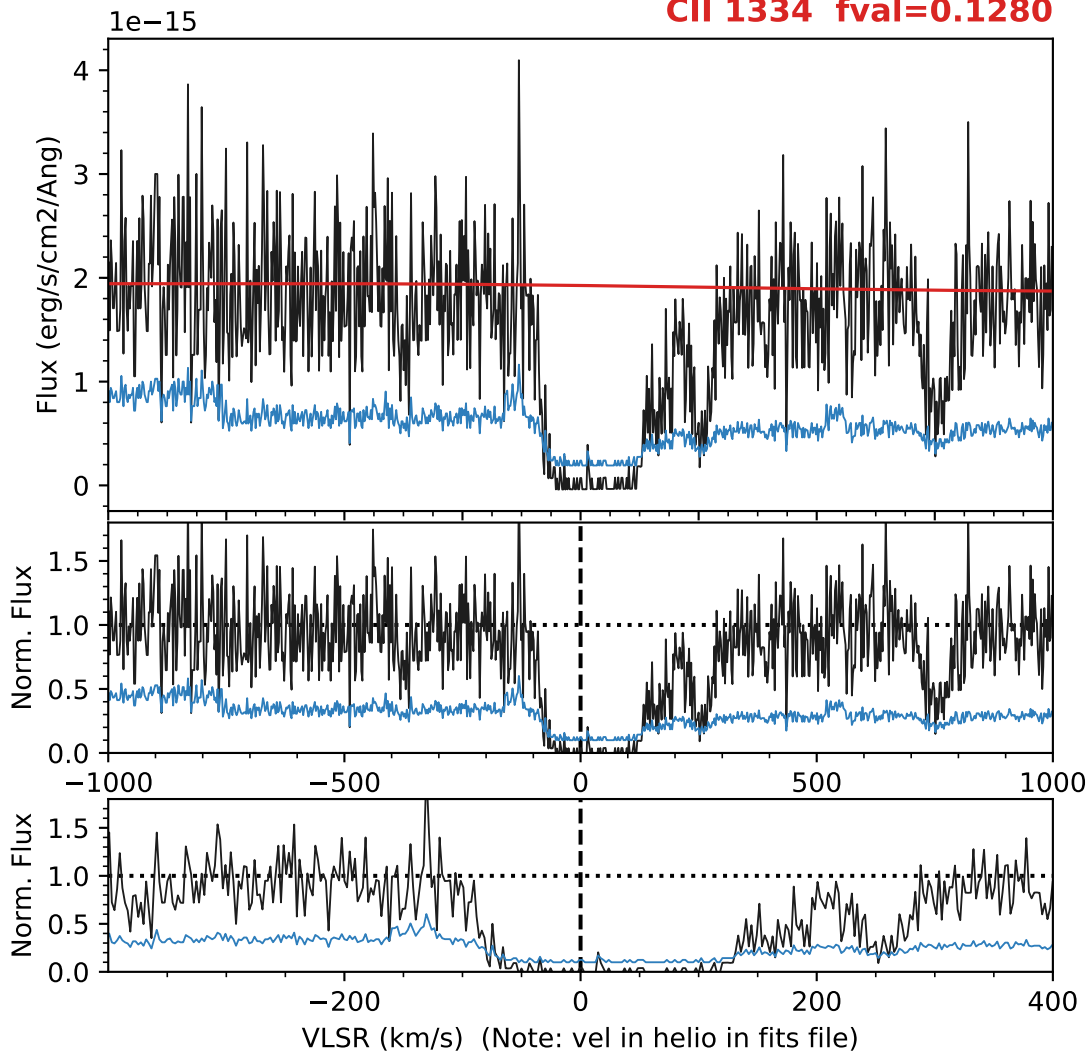 1e−15
CII 1334 fval=0.1280
Flux (erg/s/cm2/Ang)
4
3
2
1
0
Norm. Flux
1.5
1.0
0.5
0.0
−1000 −500 0 500 1000
Norm. Flux
1.5
1.0
0.5
0.0
−200 0 200 400
VLSR (km/s) (Note: vel in helio in fits file)